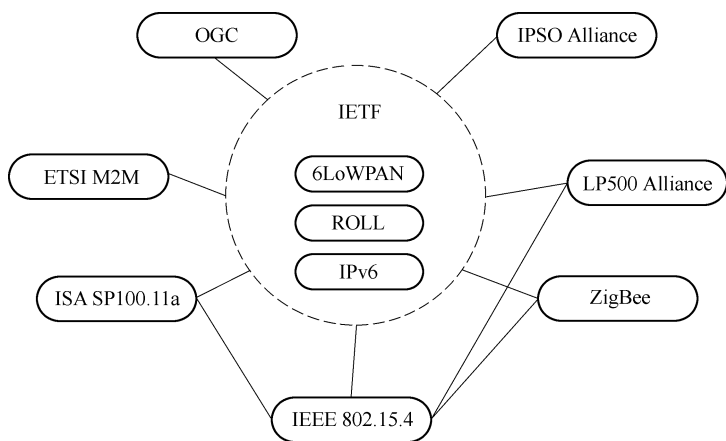 OGC
IPSO Alliance
IETF
6LoWPAN
ETSI M2M
LP500 Alliance
ROLL
IPv6
ISA SP100.11a
ZigBee
IEEE 802.15.4